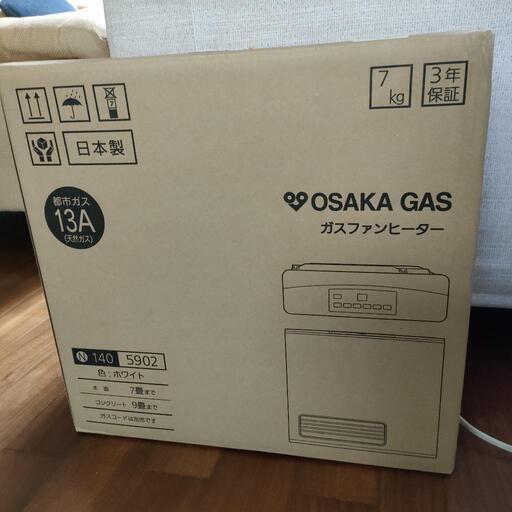 7
kg
3年
保証
7
日本製
都市ガス
13A
(天然ガス)
OSAKA GAS
ガスファンヒーター
N 140 5902
色:ホワイト
木造 7畳まで
コンクリート 9畳まで
ガスコードは別売です